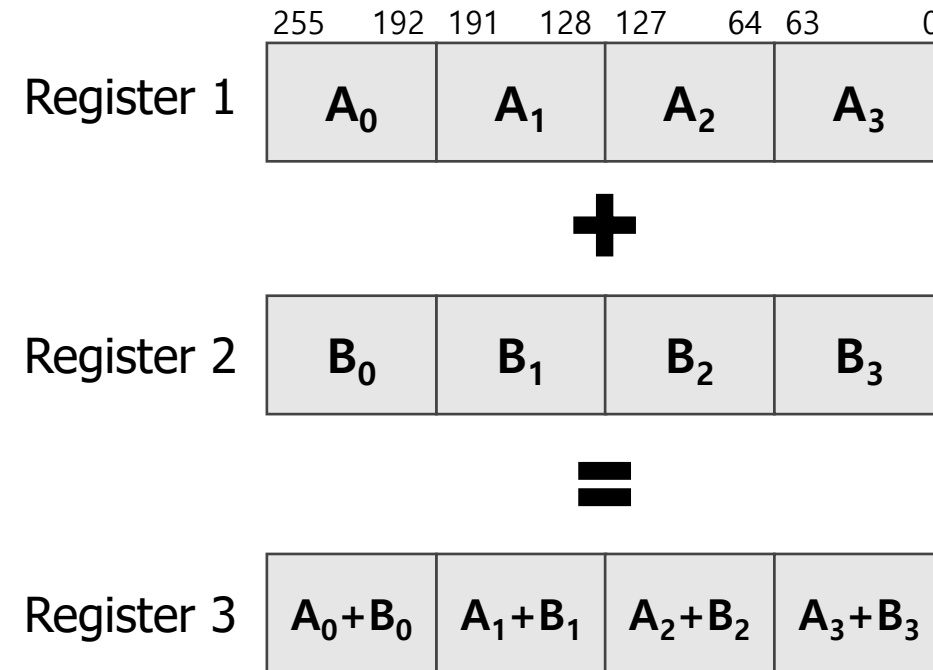 255 192 191 128 127 64 63 0
Register 1 A₀ A₁ A₂ A₃
+
Register 2 B₀ B₁ B₂ B₃
=
Register 3 A₀+B₀ A₁+B₁ A₂+B₂ A₃+B₃